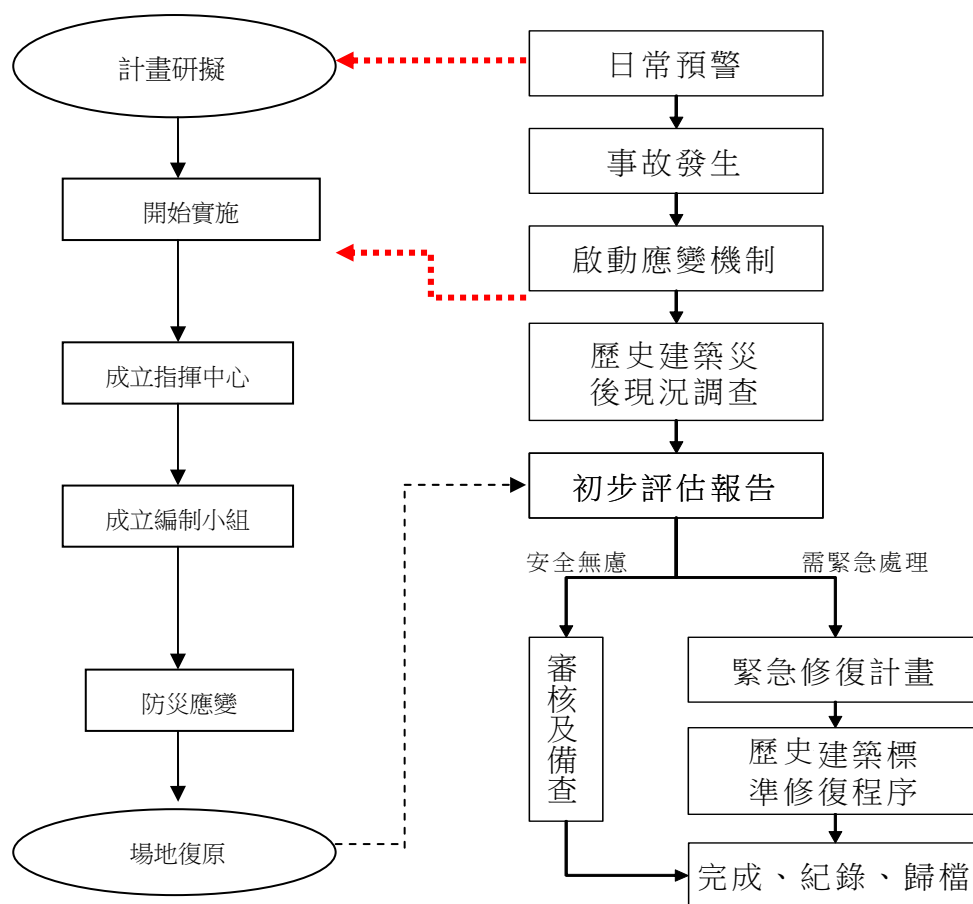 計畫研擬
開始實施
成立指揮中心
成立編制小組
防災應變
場地復原
日常預警
事故發生
啟動應變機制
歷史建築災
後現況調查
初步評估報告
安全無慮
需緊急處理
審核及備查
緊急修復計畫
歷史建築標
準修復程序
完成、紀錄、歸檔